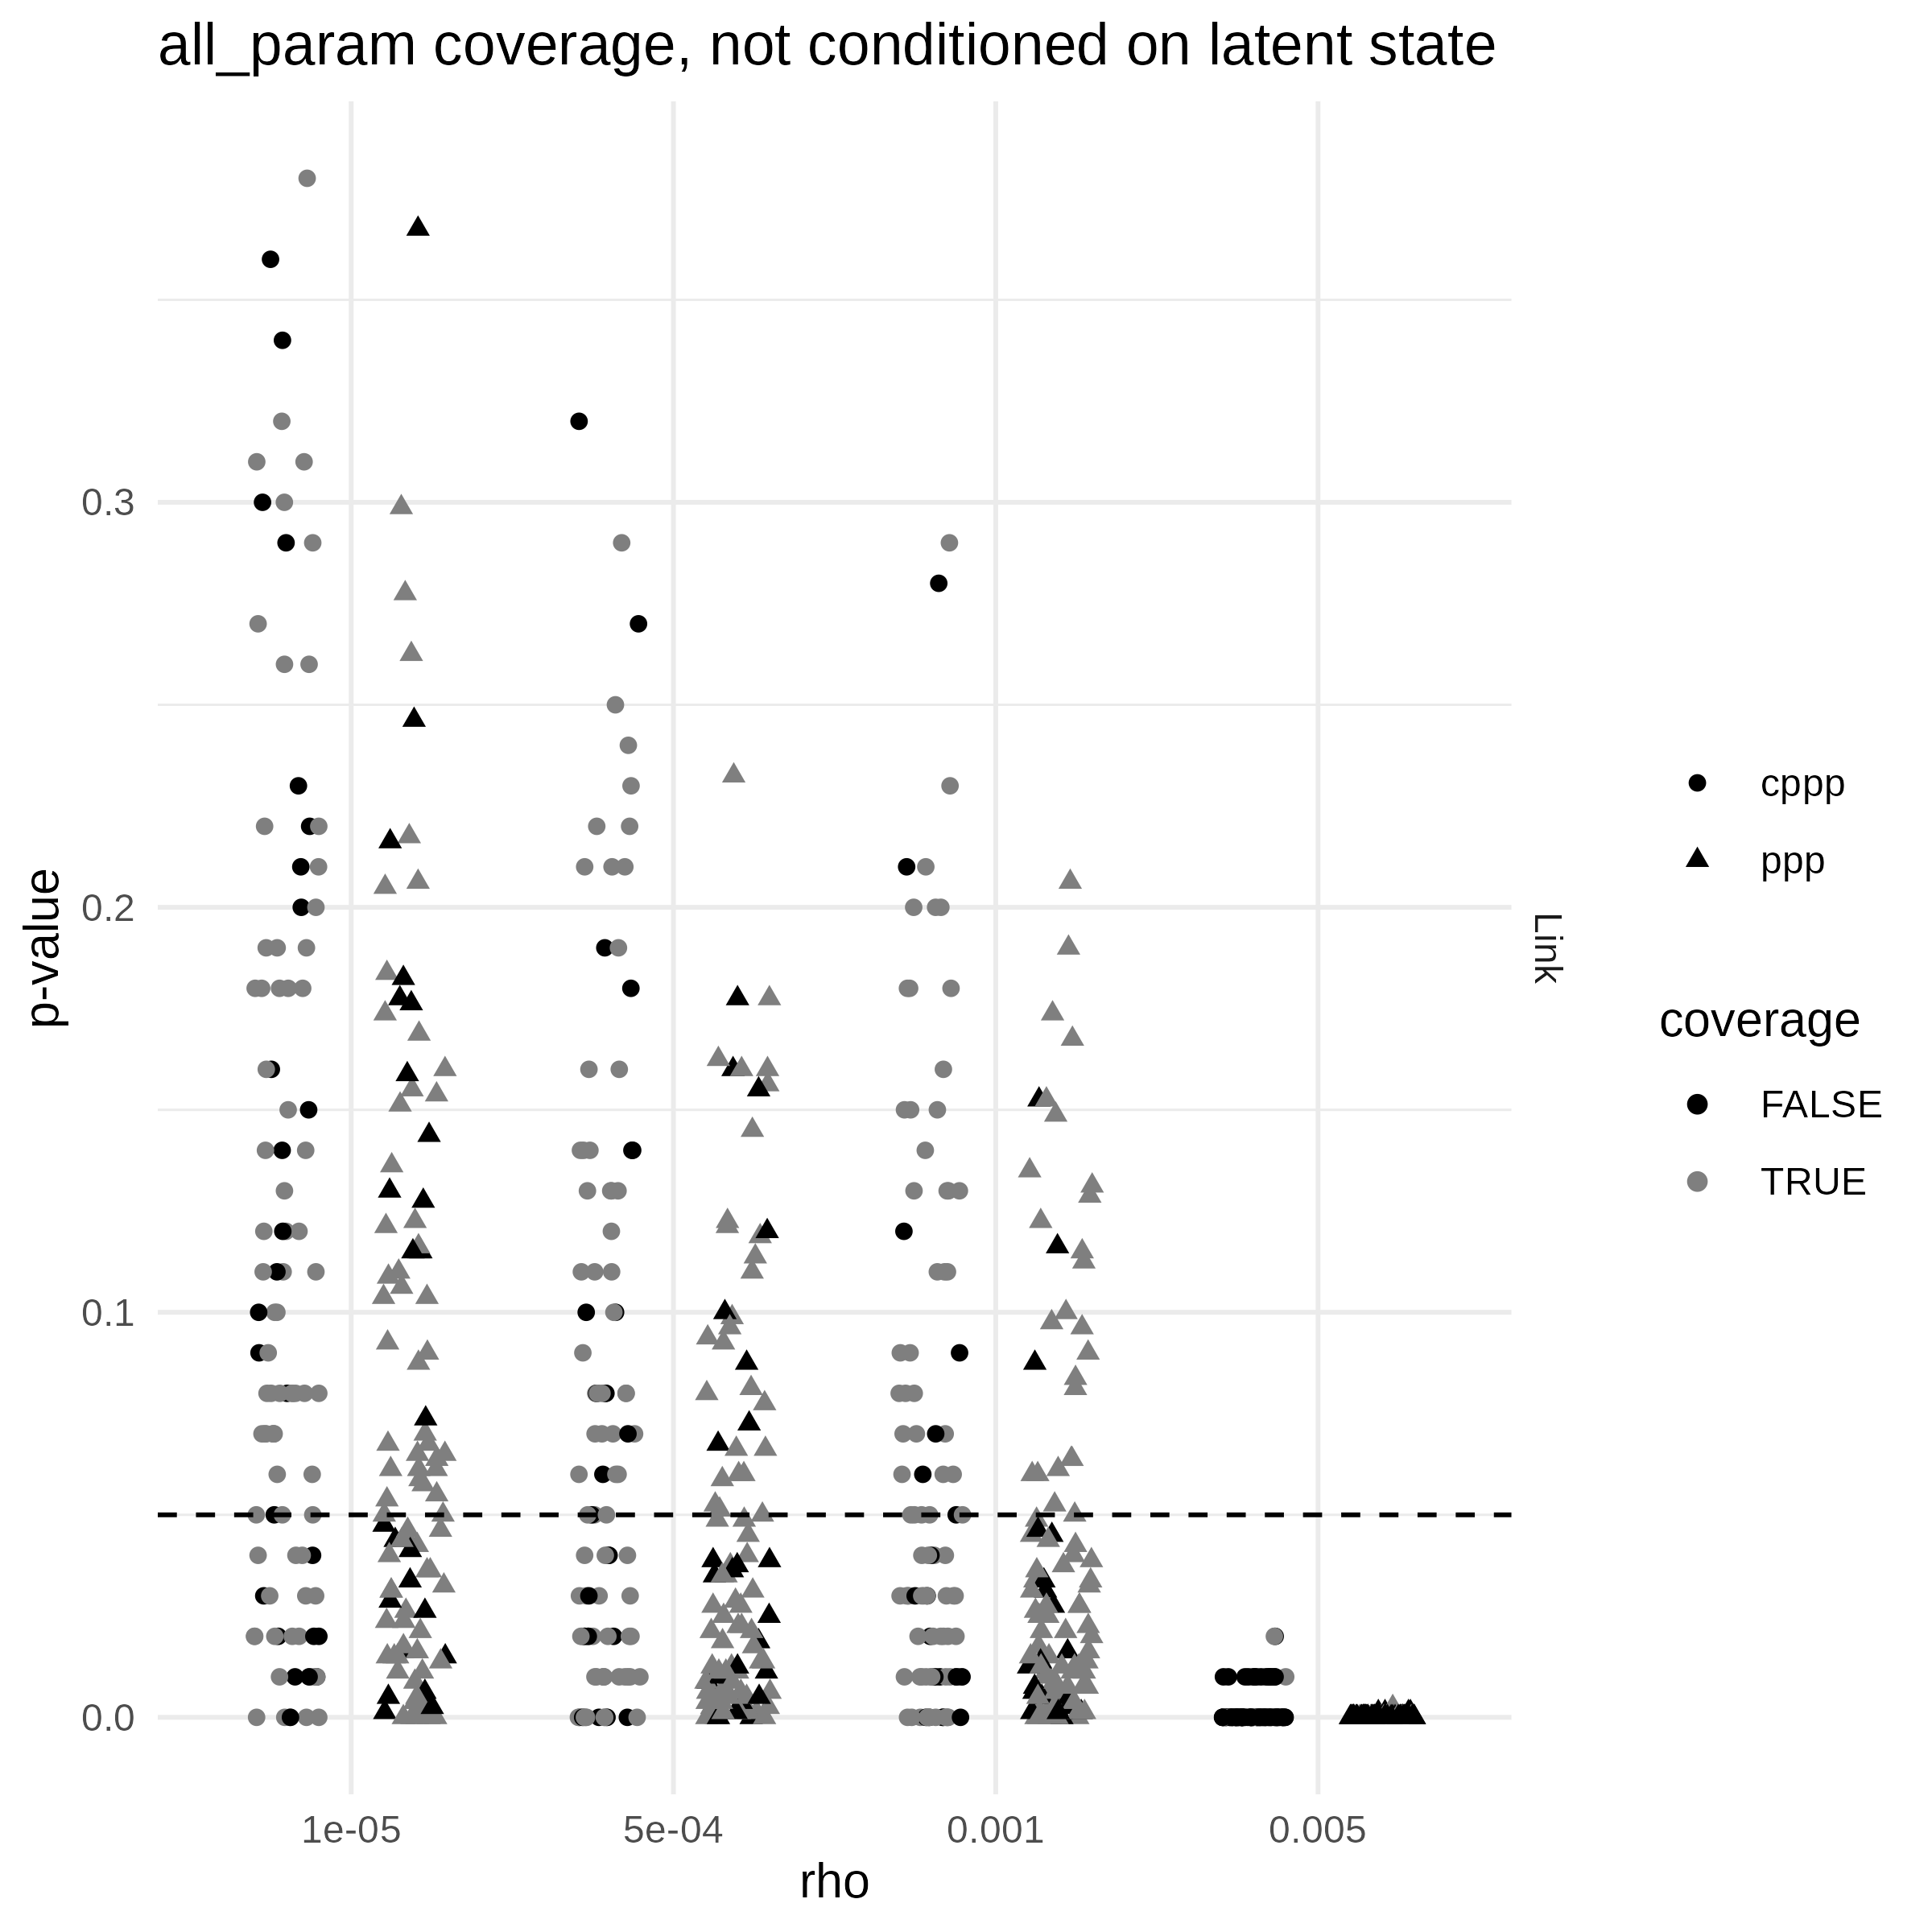 all_param coverage, not conditioned on latent state
p-value
0.3
0.2
0.1
0.0
1e-05
5e-04
0.001
0.005
rho
Link
cppp
ppp
coverage
FALSE
TRUE